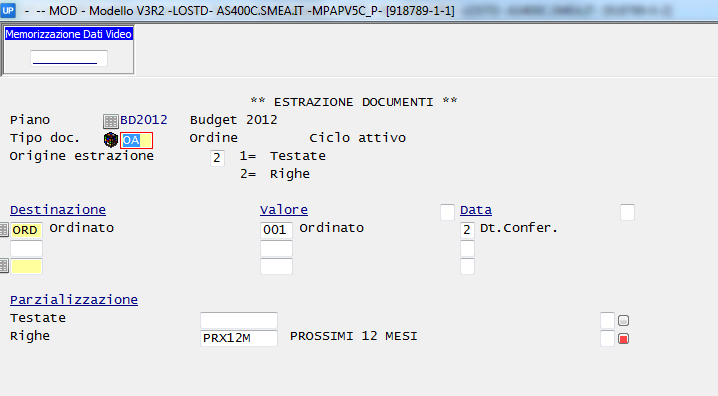 UP - -- MOD - Modello V3R2 -LOSTD- AS400C.SMEA.IT -MPAPV5C_P- [918789-1-1]
Memorizzazione Dati Video
** ESTRAZIONE DOCUMENTI **
Piano BD2012 Budget 2012
Tipo doc. OA Ordine Ciclo attivo
Origine estrazione 2 1= Testate
2= Righe
Destinazione Valore Data
ORD Ordinato 001 Ordinato 2 Dt.Confer.
Parzializzazione
Testate
Righe PRX12M PROSSIMI 12 MESI